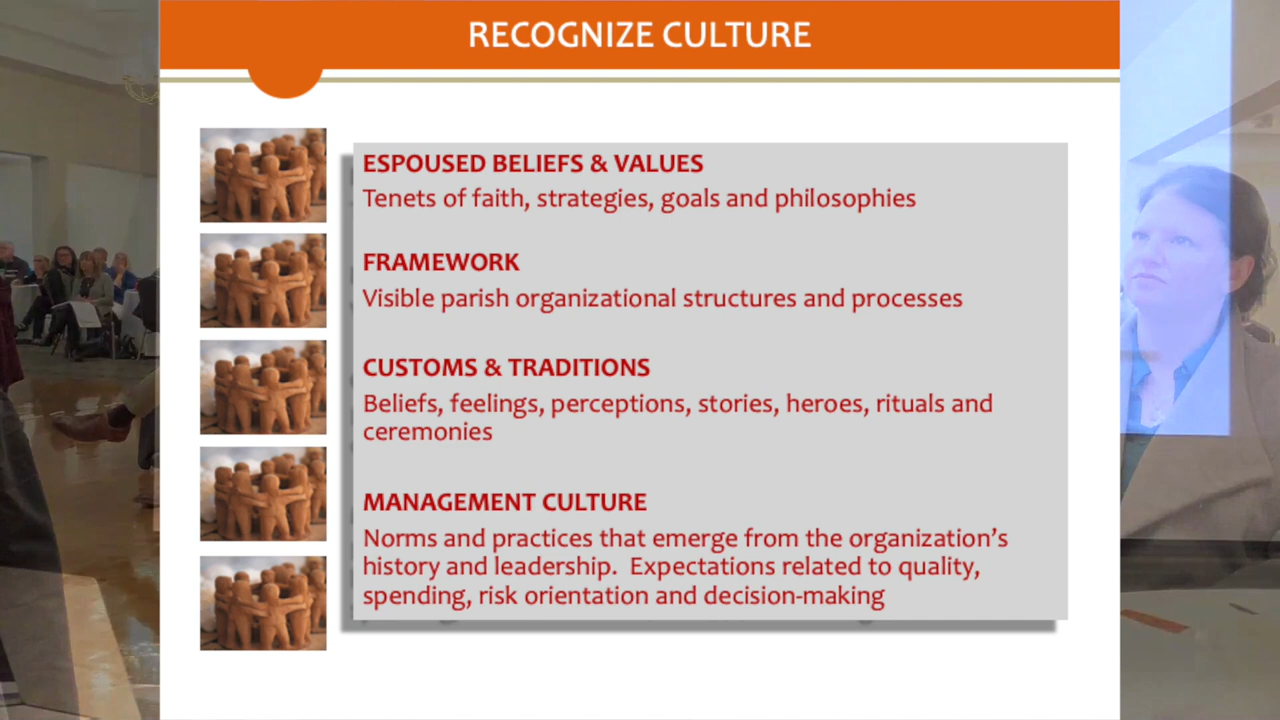 RECOGNIZE CULTURE
ESPOUSED BELIEFS & VALUES
Tenets of faith, strategies, goals and philosophies
FRAMEWORK
Visible parish organizational structures and processes
CUSTOMS & TRADITIONS
Beliefs, feelings, perceptions, stories, heroes, rituals and
ceremonies
MANAGEMENT CULTURE
Norms and practices that emerge from the organization’s
history and leadership.  Expectations related to quality,
spending, risk orientation and decision-making